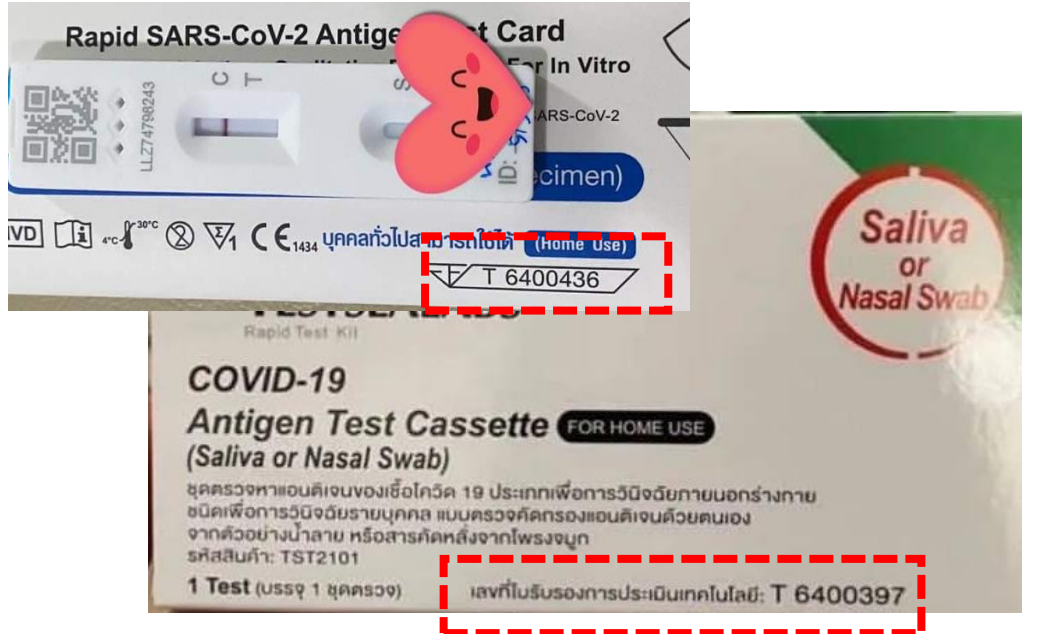 Rapid SARS-CoV-2 Antige t Card
For In Vitro
C T
S
LLZ74798243
ARS-CoV-2
ID:
ecimen)
VD 4°C 30°C 1 CE 1434 บุคคลทั่วไปสามารถใช้ได้ (Home Use)
T 6400436
Saliva
or
Nasal Swab
Rapid Test Kit
COVID-19
Antigen Test Cassette FOR HOME USE
(Saliva or Nasal Swab)
ชุดตรวจหาแอนติเจนของเชื้อโควิด 19 ประเภทเพื่อการวินิจฉัยภายนอกร่างกาย
ชนิดเพื่อการวินิจฉัยรายบุคคล แบบตรวจคัดกรองแอนติเจนด้วยตนเอง
จากตัวอย่างน้ำลาย หรือสารคัดหลั่งจากโพรงจมูก
รหัสสินค้า: TST2101
1 Test (บรรจุ 1 ชุดตรวจ)
เลขที่ใบรับรองการประเมินเทคโนโลยี: T 6400397